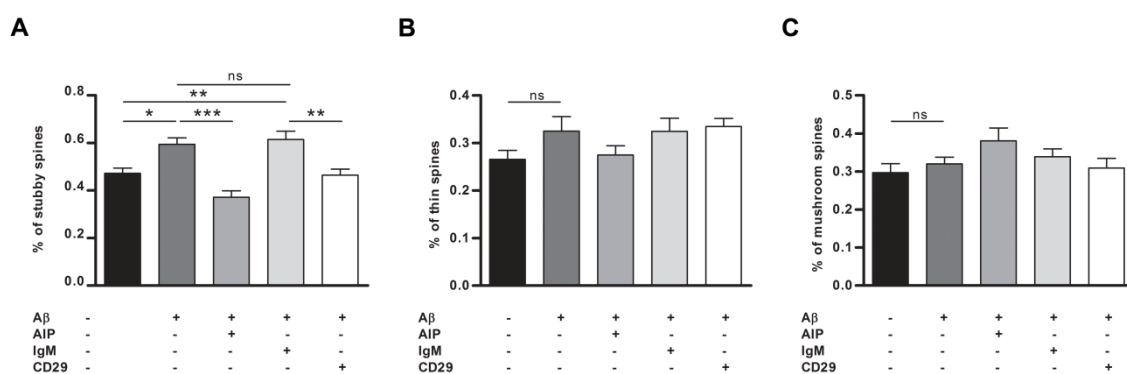 A
B
C
% of stubby spines
0.8
0.6
0.4
0.2
0.0
ns
**
* *** **
Aβ - + + + +
AIP - - + - -
IgM - - - + -
CD29 - - - - +
% of thin spines
0.4
0.3
0.2
0.1
0.0
ns
Aβ - + + + +
AIP - - + - -
IgM - - - + -
CD29 - - - - +
% of mushroom spines
0.5
0.4
0.3
0.2
0.1
0.0
ns
Aβ - + + + +
AIP - - + - -
IgM - - - + -
CD29 - - - - +